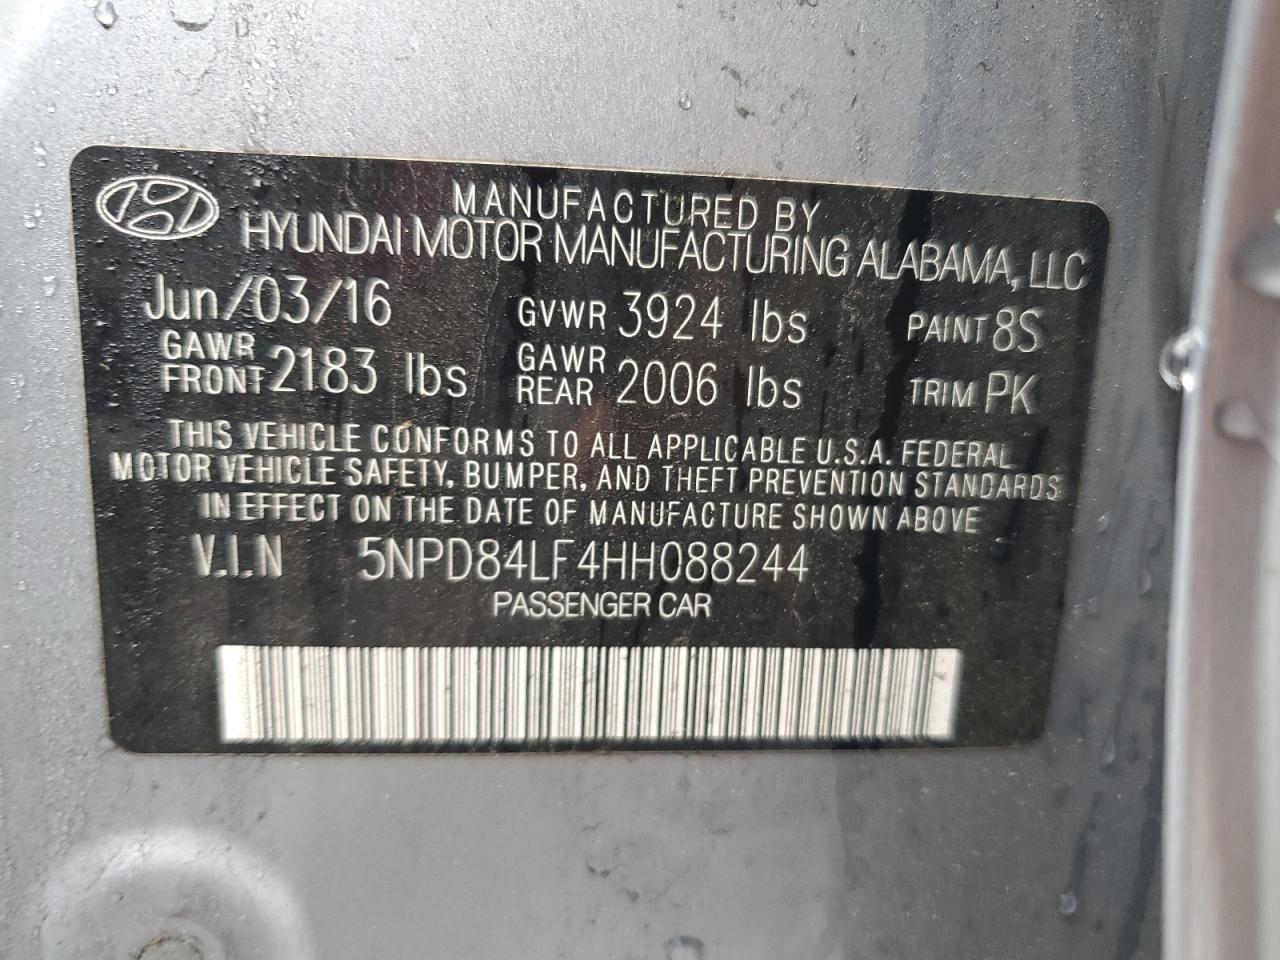 MANUFACTURED BY
HYUNDAI MOTOR MANUFACTURING ALABAMA, LLC
Jun/03/16 GVWR 3924 lbs PAINT 8S
GAWR FRONT 2183 lbs GAWR REAR 2006 lbs TRIM PK
THIS VEHICLE CONFORMS TO ALL APPLICABLE U.S.A. FEDERAL
MOTOR VEHICLE SAFETY, BUMPER, AND THEFT PREVENTION STANDARDS
IN EFFECT ON THE DATE OF MANUFACTURE SHOWN ABOVE
V.I.N 5NPD84LF4HH088244
PASSENGER CAR